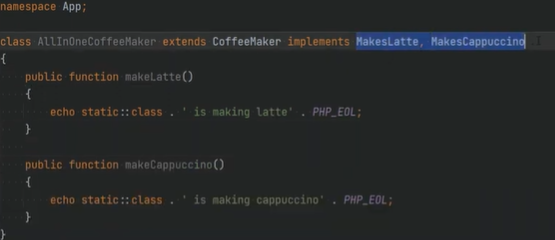 namespace App;
class AllInOneCoffeeMaker extends CoffeeMaker implements MakesLatte, MakesCappuccino
{
public function makeLatte()
{
echo static::class . ' is making latte' . PHP_EOL;
}
public function makeCappuccino()
{
echo static::class . ' is making cappuccino' . PHP_EOL;
}
}